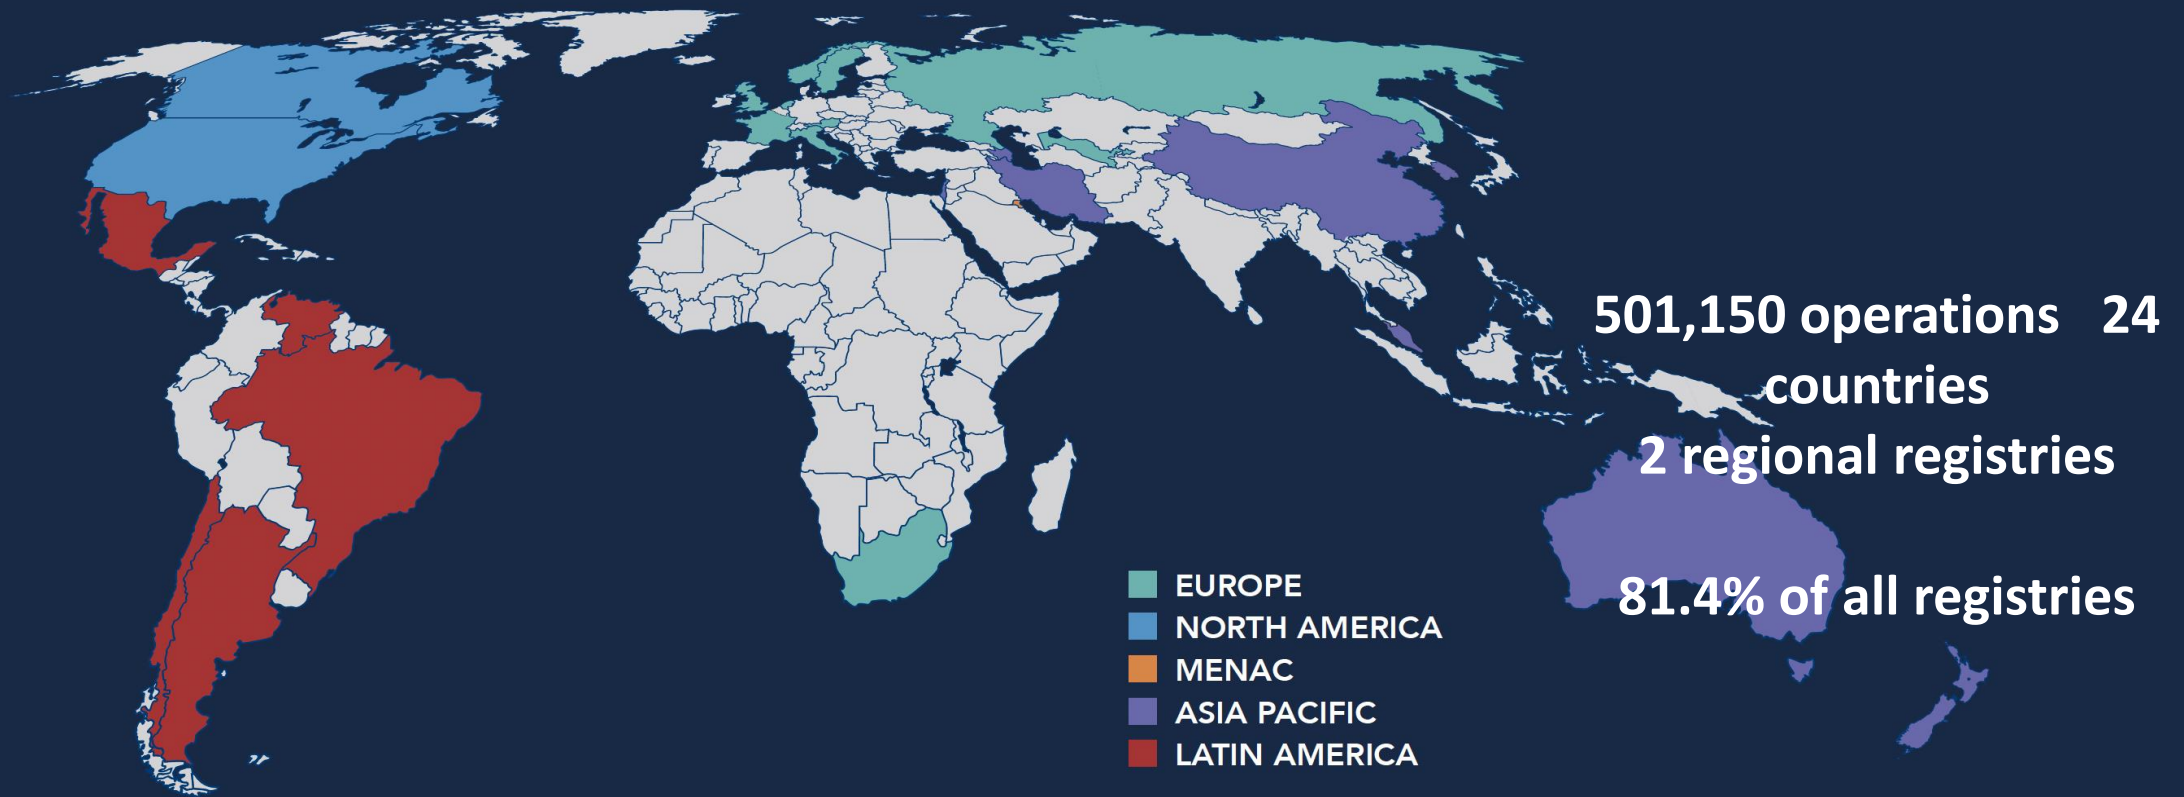 501,150 operations 24
countries
2 regional registries
81.4% of all registries
EUROPE
NORTH AMERICA
MENAC
ASIA PACIFIC
LATIN AMERICA